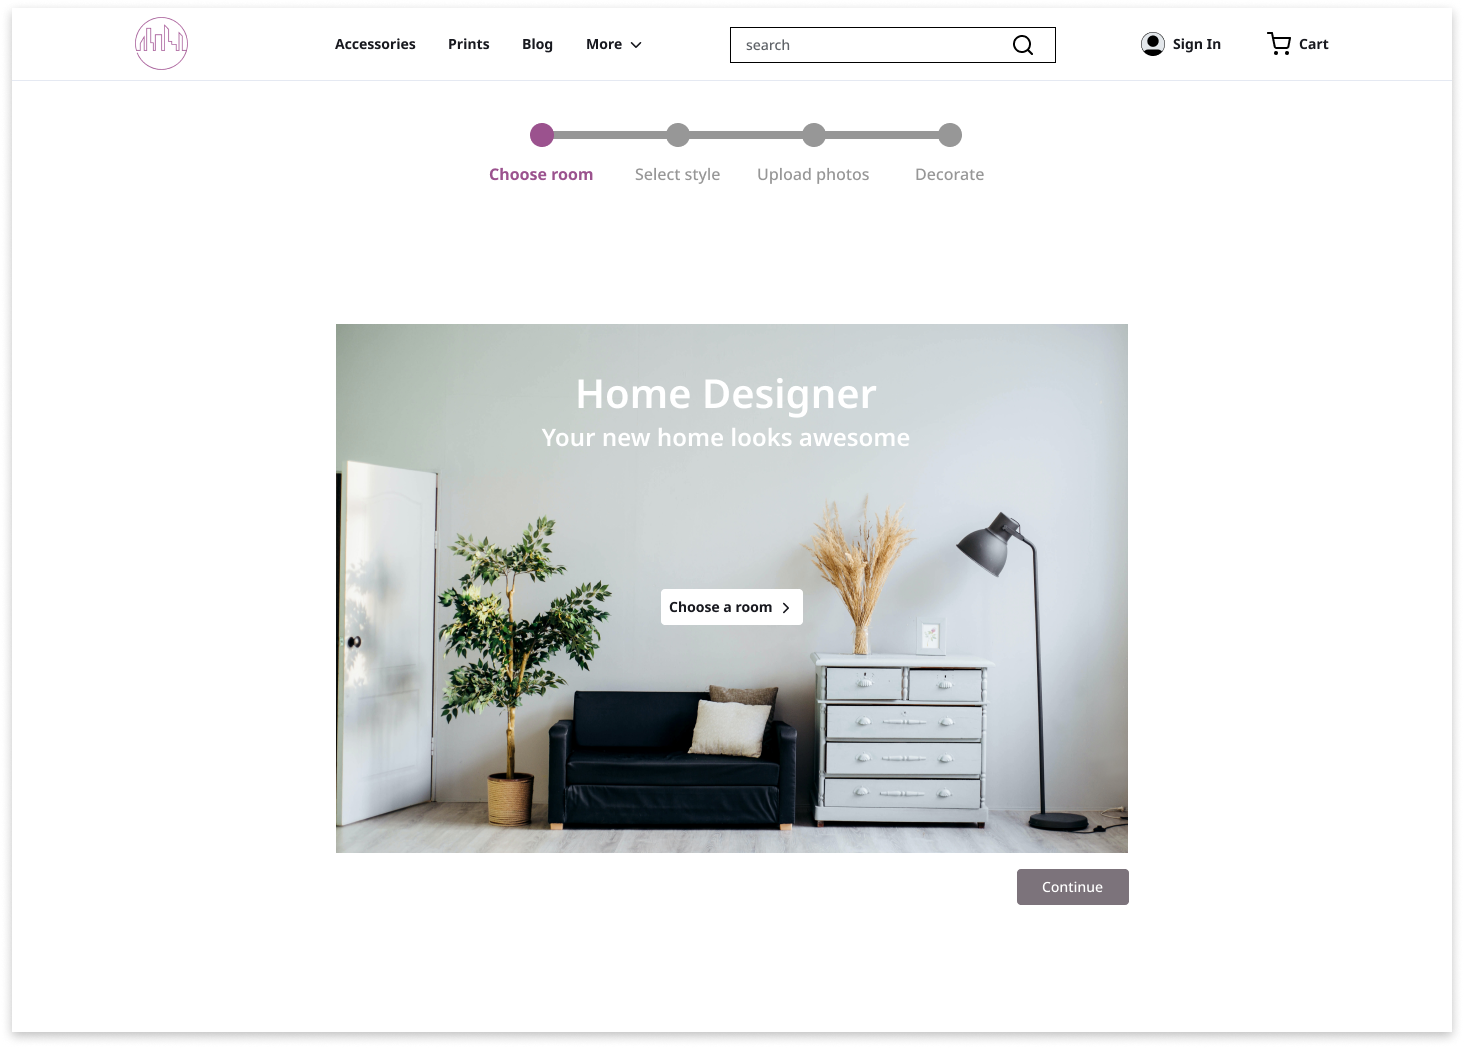 Accessories
Prints
Blog
More
search
Sign In
Cart
Choose room
Select style
Upload photos
Decorate
Home Designer
Your new home looks awesome
Choose a room
Continue